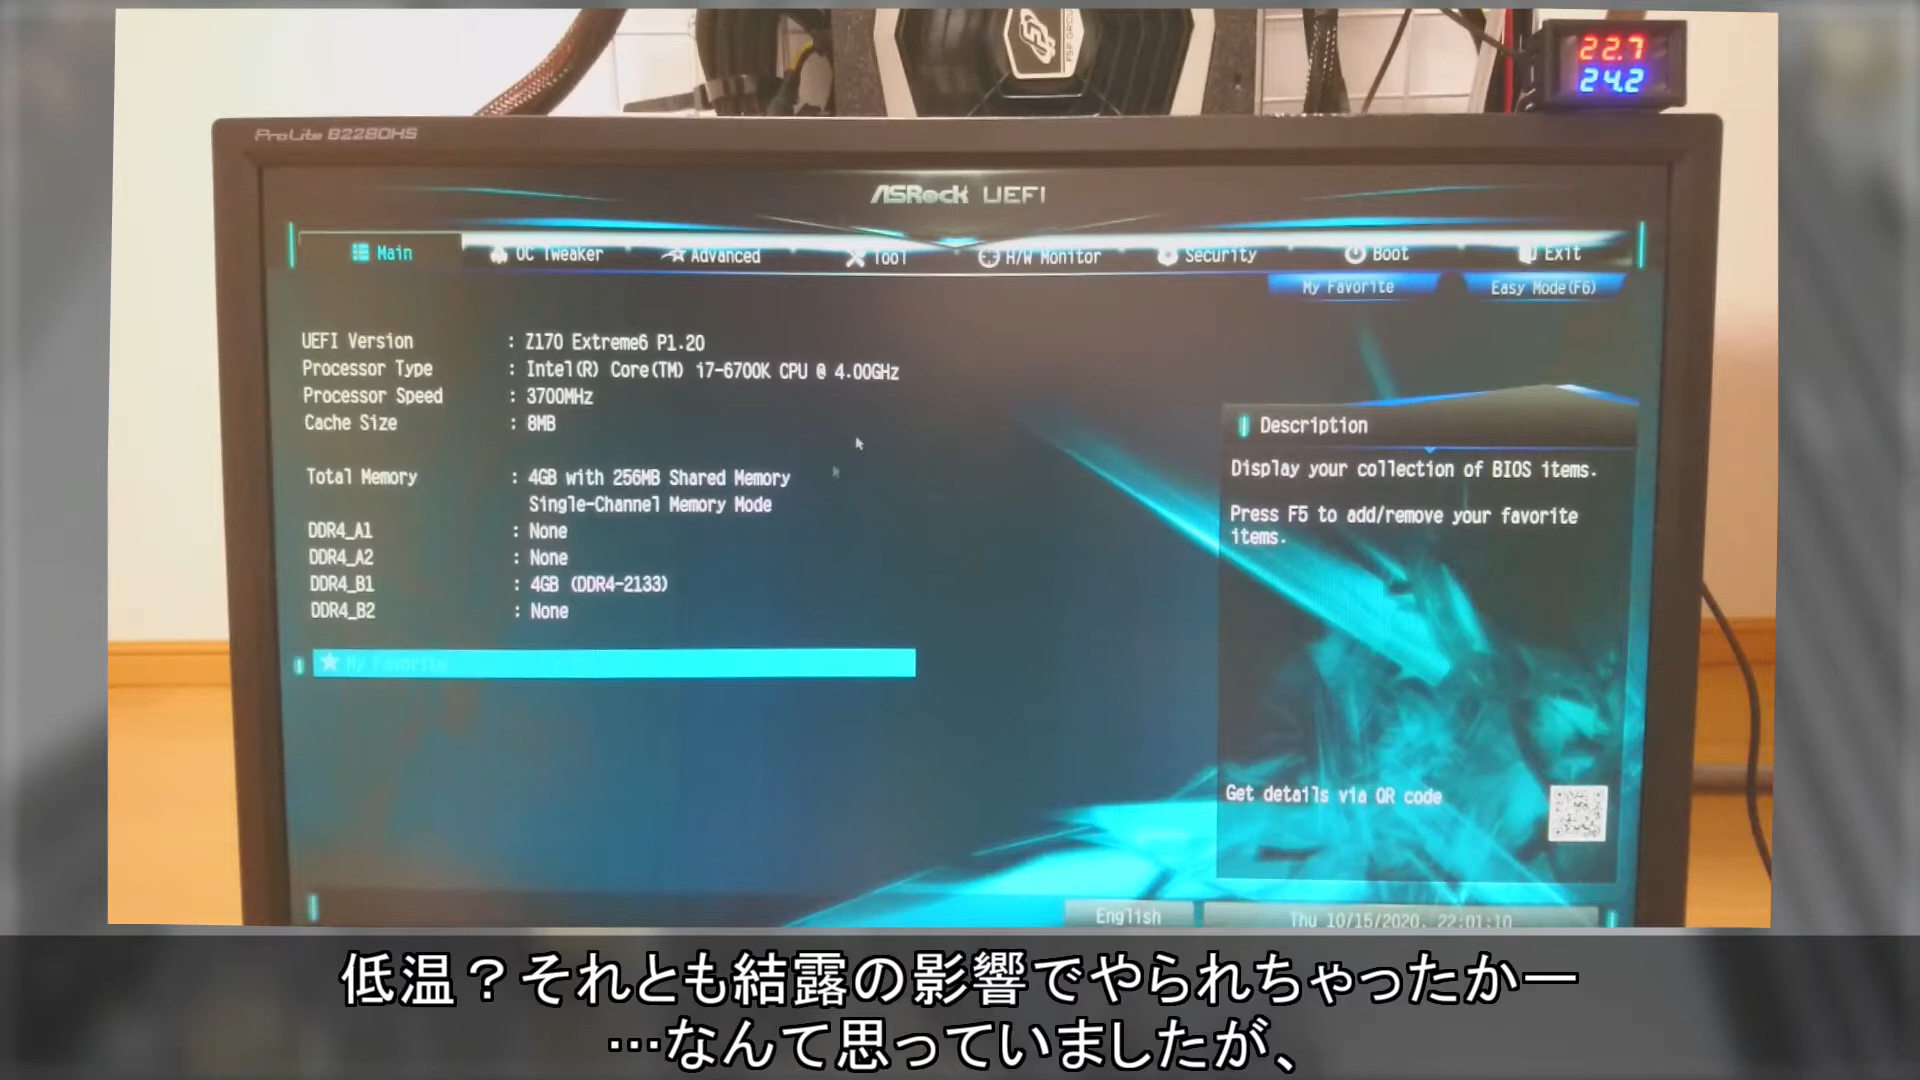 FSP GROUP
22.7
24.2
ProLite B2280HS
ASRock UEFI
Main
OC Tweaker
Advanced
Tool
H/W Monitor
Security
Boot
Exit
My Favorite
Easy Mode(F6)
UEFI Version : Z170 Extreme6 P1.20
Processor Type : Intel(R) Core(TM) i7-6700K CPU @ 4.00GHz
Processor Speed : 3700MHz
Cache Size : 8MB
Total Memory : 4GB with 256MB Shared Memory
Single-Channel Memory Mode
DDR4_A1 : None
DDR4_A2 : None
DDR4_B1 : 4GB (DDR4-2133)
DDR4_B2 : None
My Favorite
Description
Display your collection of BIOS items.
Press F5 to add/remove your favorite
items.
Get details via QR code
English
Thu 10/15/2020, 22:01:10
低温？それとも結露の影響でやられちゃったかー
…なんて思っていましたが、